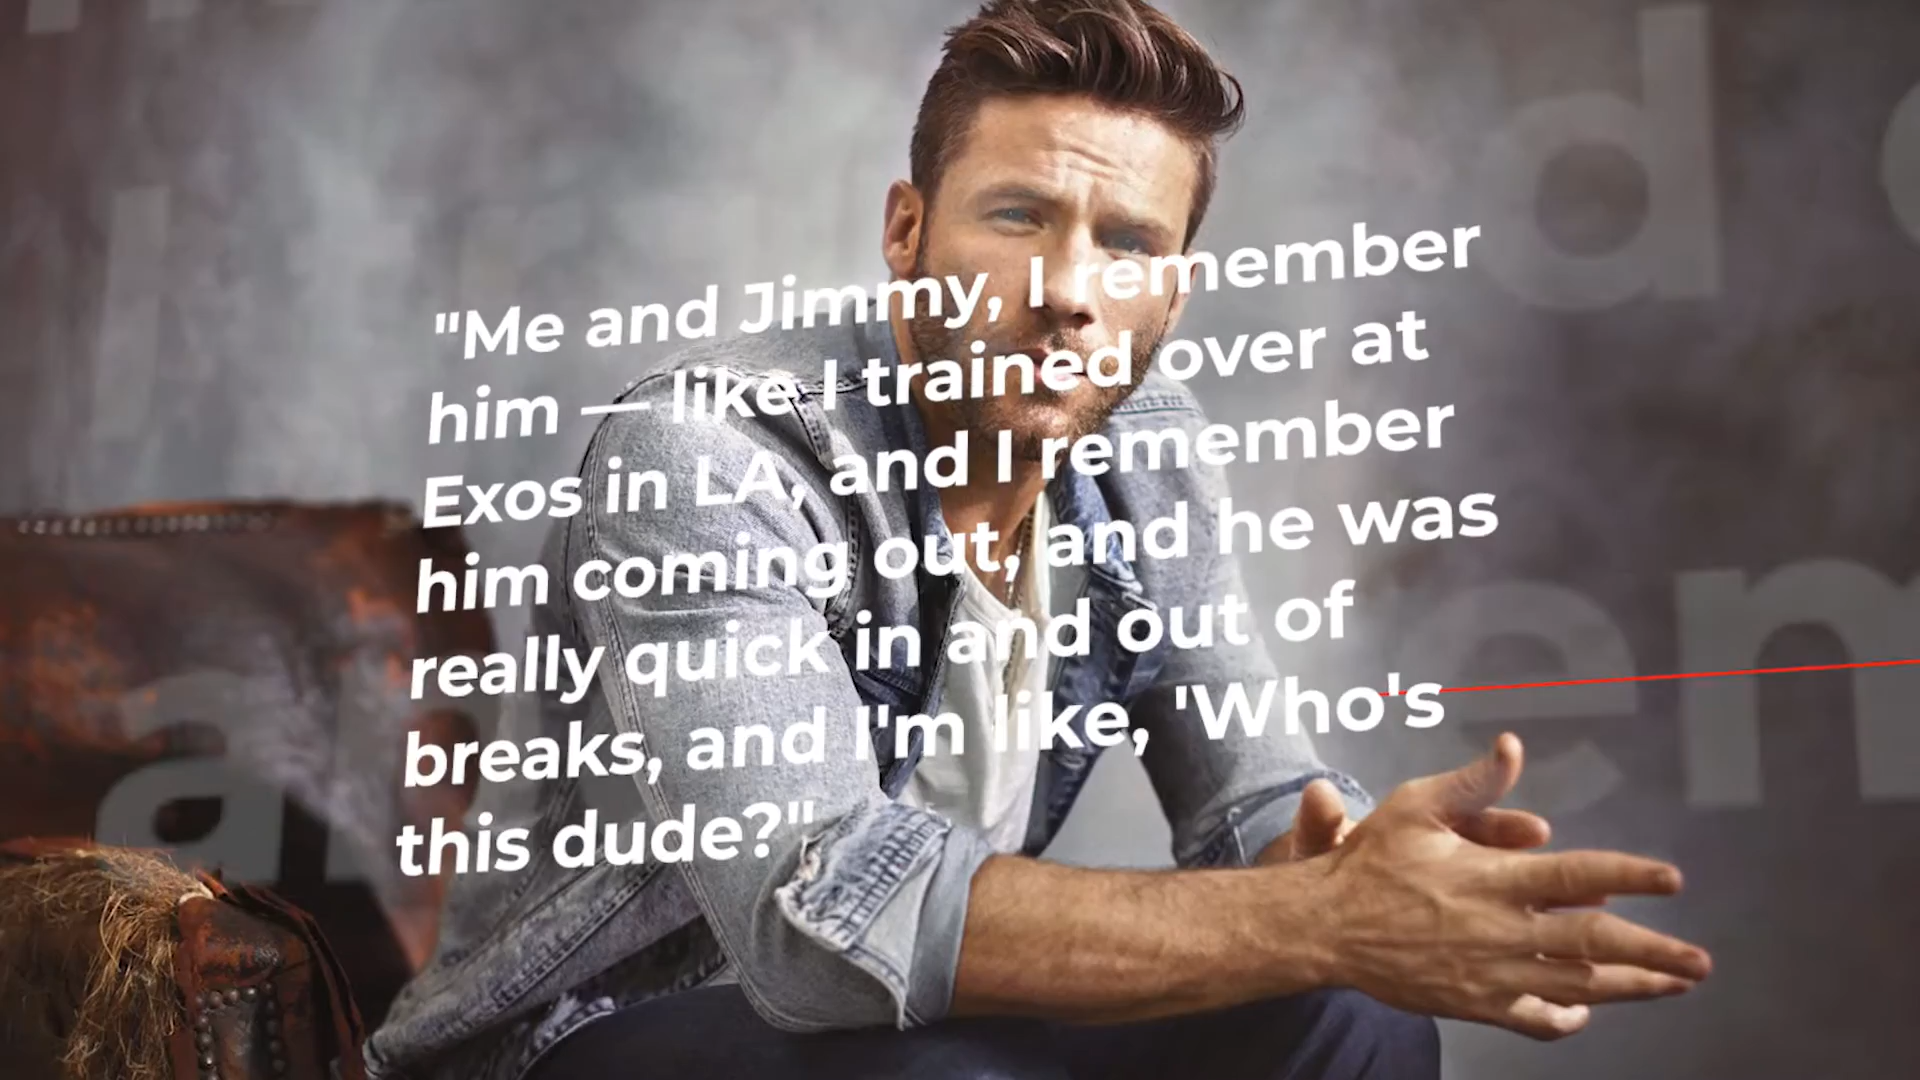 "Me and Jimmy, I remember
him — like I trained over at
Exos in LA, and I remember
him coming out, and he was
really quick in and out of
breaks, and I'm like, 'Who's
this dude?"